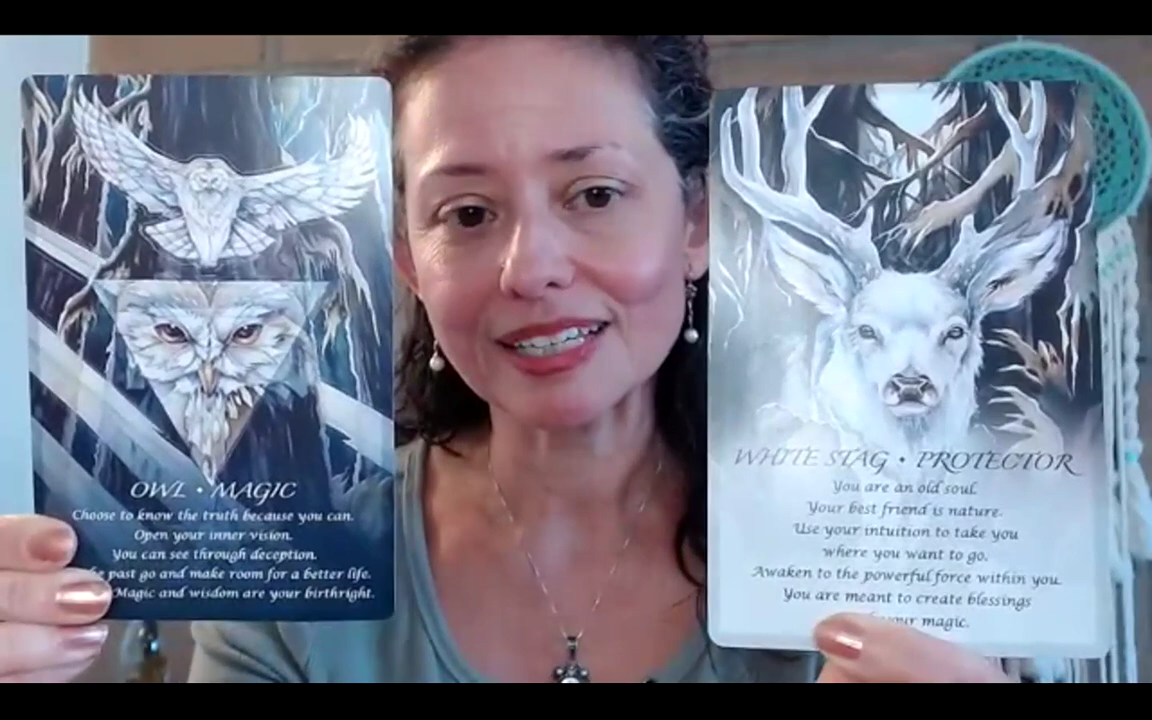 OWL • MAGIC
Choose to know the truth because you can.
Open your inner vision.
You can see through deception.
past go and make room for a better life.
Magic and wisdom are your birthright.
WHITE STAG • PROTECTOR
You are an old soul.
Your best friend is nature.
Use your intuition to take you
where you want to go.
Awaken to the powerful force within you.
You are meant to create blessings
your magic.